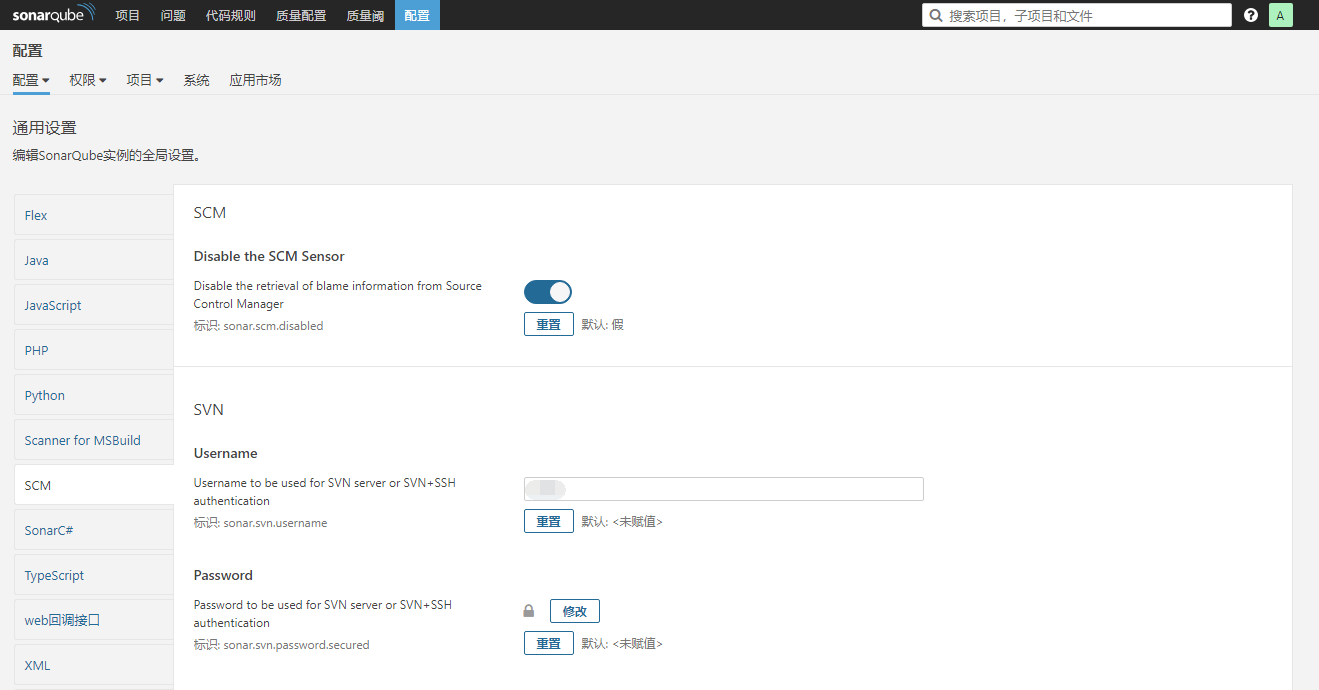 sonarqube 项目 问题 代码规则 质量配置 质量阈 配置 搜索项目，子项目和文件 ? A
配置
配置 权限 项目 系统 应用市场
通用设置
编辑SonarQube实例的全局设置。
Flex
Java
JavaScript
PHP
Python
Scanner for MSBuild
SCM
SonarC#
TypeScript
web回调接口
XML
SCM
Disable the SCM Sensor
Disable the retrieval of blame information from Source
Control Manager
标识: sonar.scm.disabled
重置 默认: 假
SVN
Username
Username to be used for SVN server or SVN+SSH
authentication
标识: sonar.svn.username
重置 默认: <未赋值>
Password
Password to be used for SVN server or SVN+SSH
authentication
标识: sonar.svn.password.secured
修改
重置 默认: <未赋值>